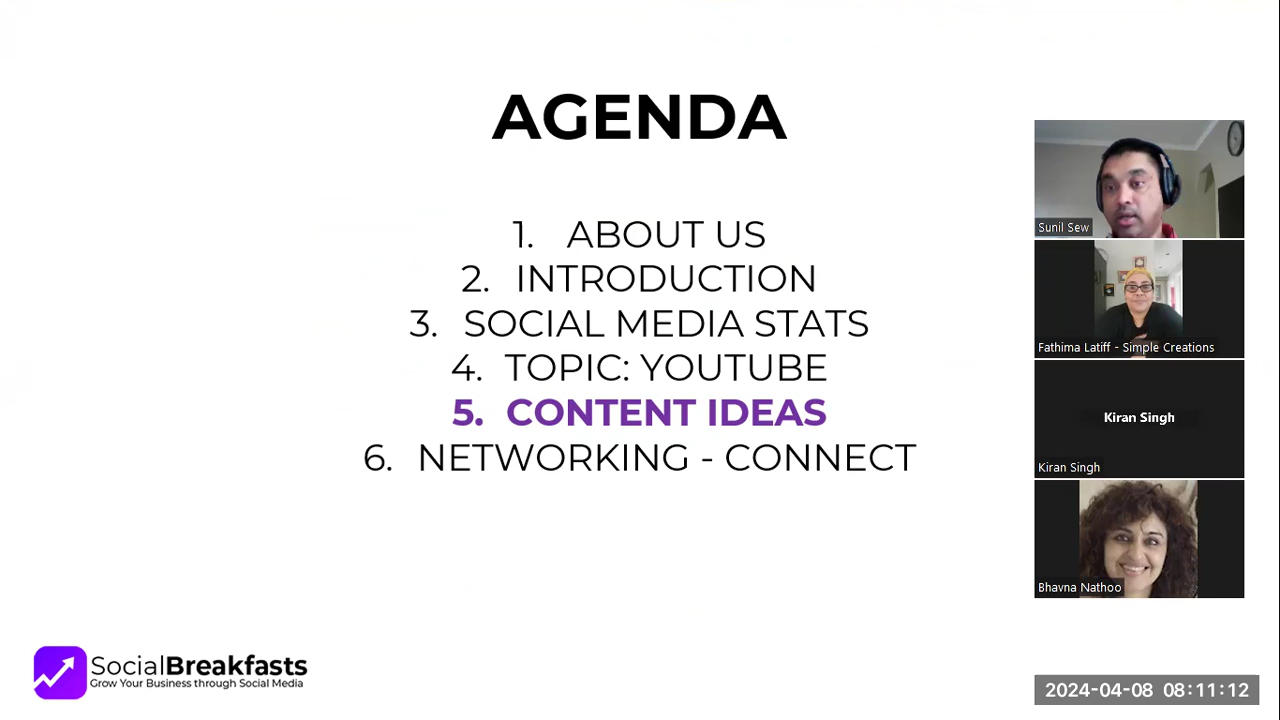 AGENDA
1. ABOUT US
2. INTRODUCTION
3. SOCIAL MEDIA STATS
4. TOPIC: YOUTUBE
5. CONTENT IDEAS
6. NETWORKING - CONNECT
Sunil Sew
Fathima Latiff - Simple Creations
Kiran Singh
Kiran Singh
Bhavna Nathoo
SocialBreakfasts
Grow Your Business through Social Media
2024-04-08 08:11:12